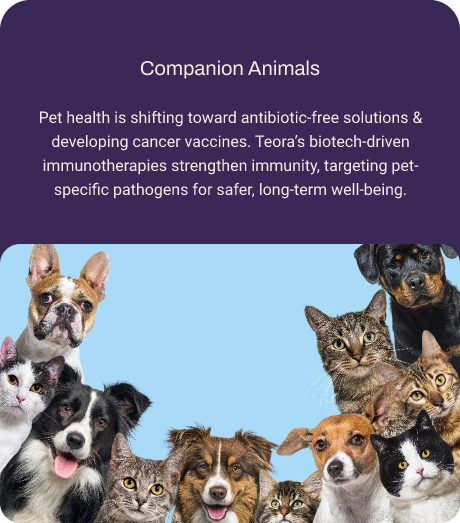 Companion Animals
Pet health is shifting toward antibiotic-free solutions &
developing cancer vaccines. Teora’s biotech-driven
immunotherapies strengthen immunity, targeting pet-
specific pathogens for safer, long-term well-being.